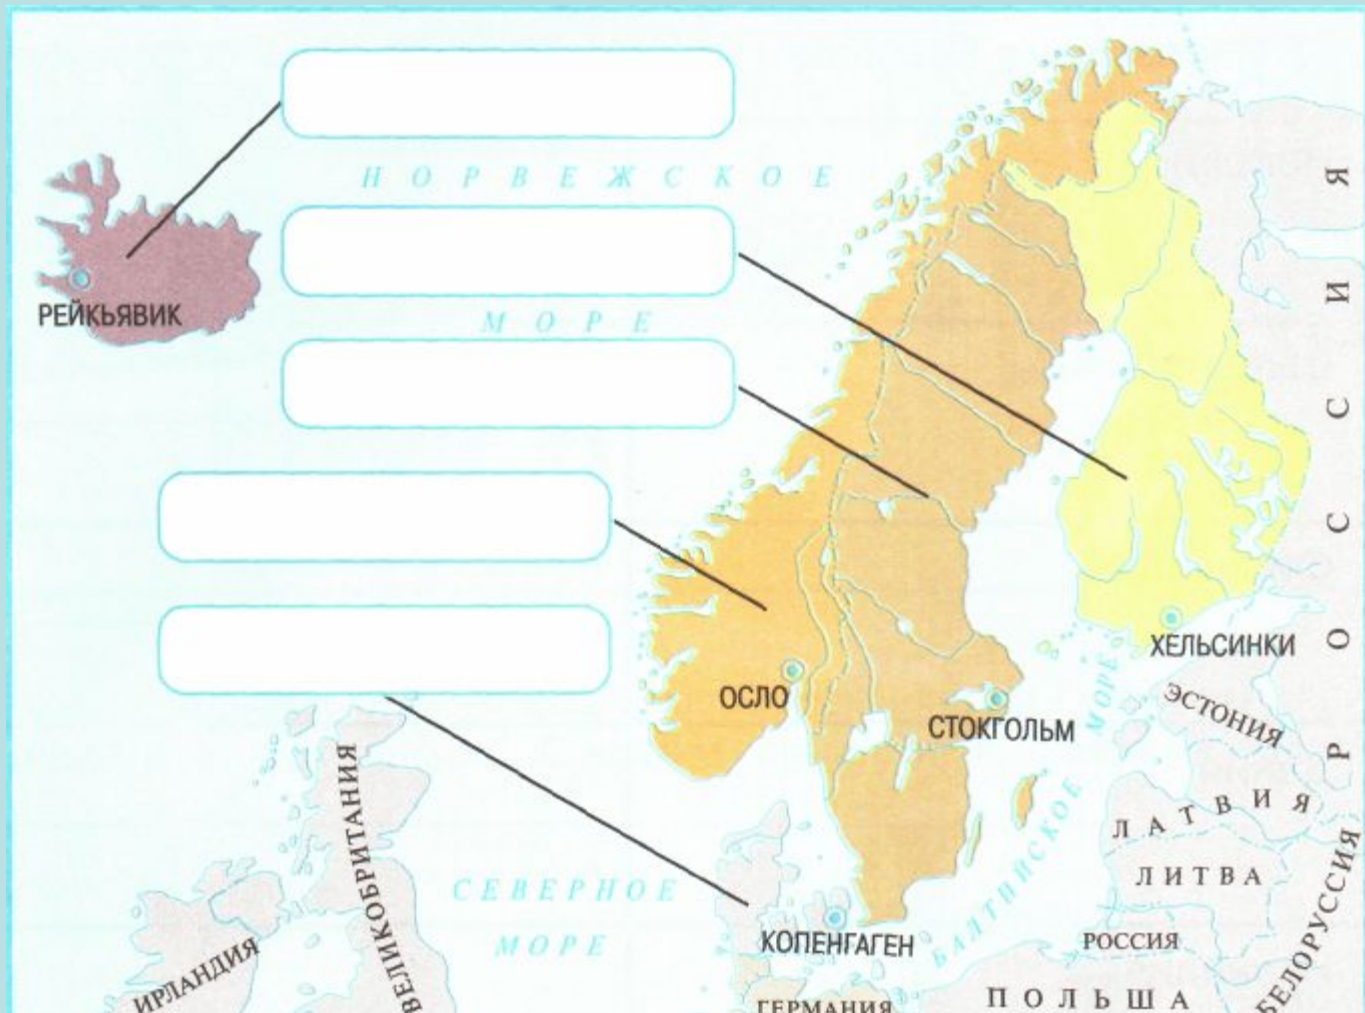 НОРВЕЖСКОЕ
МОРЕ
РЕЙКЬЯВИК
РОССИЯ
ХЕЛЬСИНКИ
ОСЛО
СТОКГОЛЬМ
ЭСТОНИЯ
ЛАТВИЯ
ЛИТВА
РОССИЯ
БЕЛОРУССИЯ
БАЛТИЙСКОЕ МОРЕ
ВЕЛИКОБРИТАНИЯ
СЕВЕРНОЕ
МОРЕ
КОПЕНГАГЕН
ИРЛАНДИЯ
ГЕРМАНИЯ
ПОЛЬША